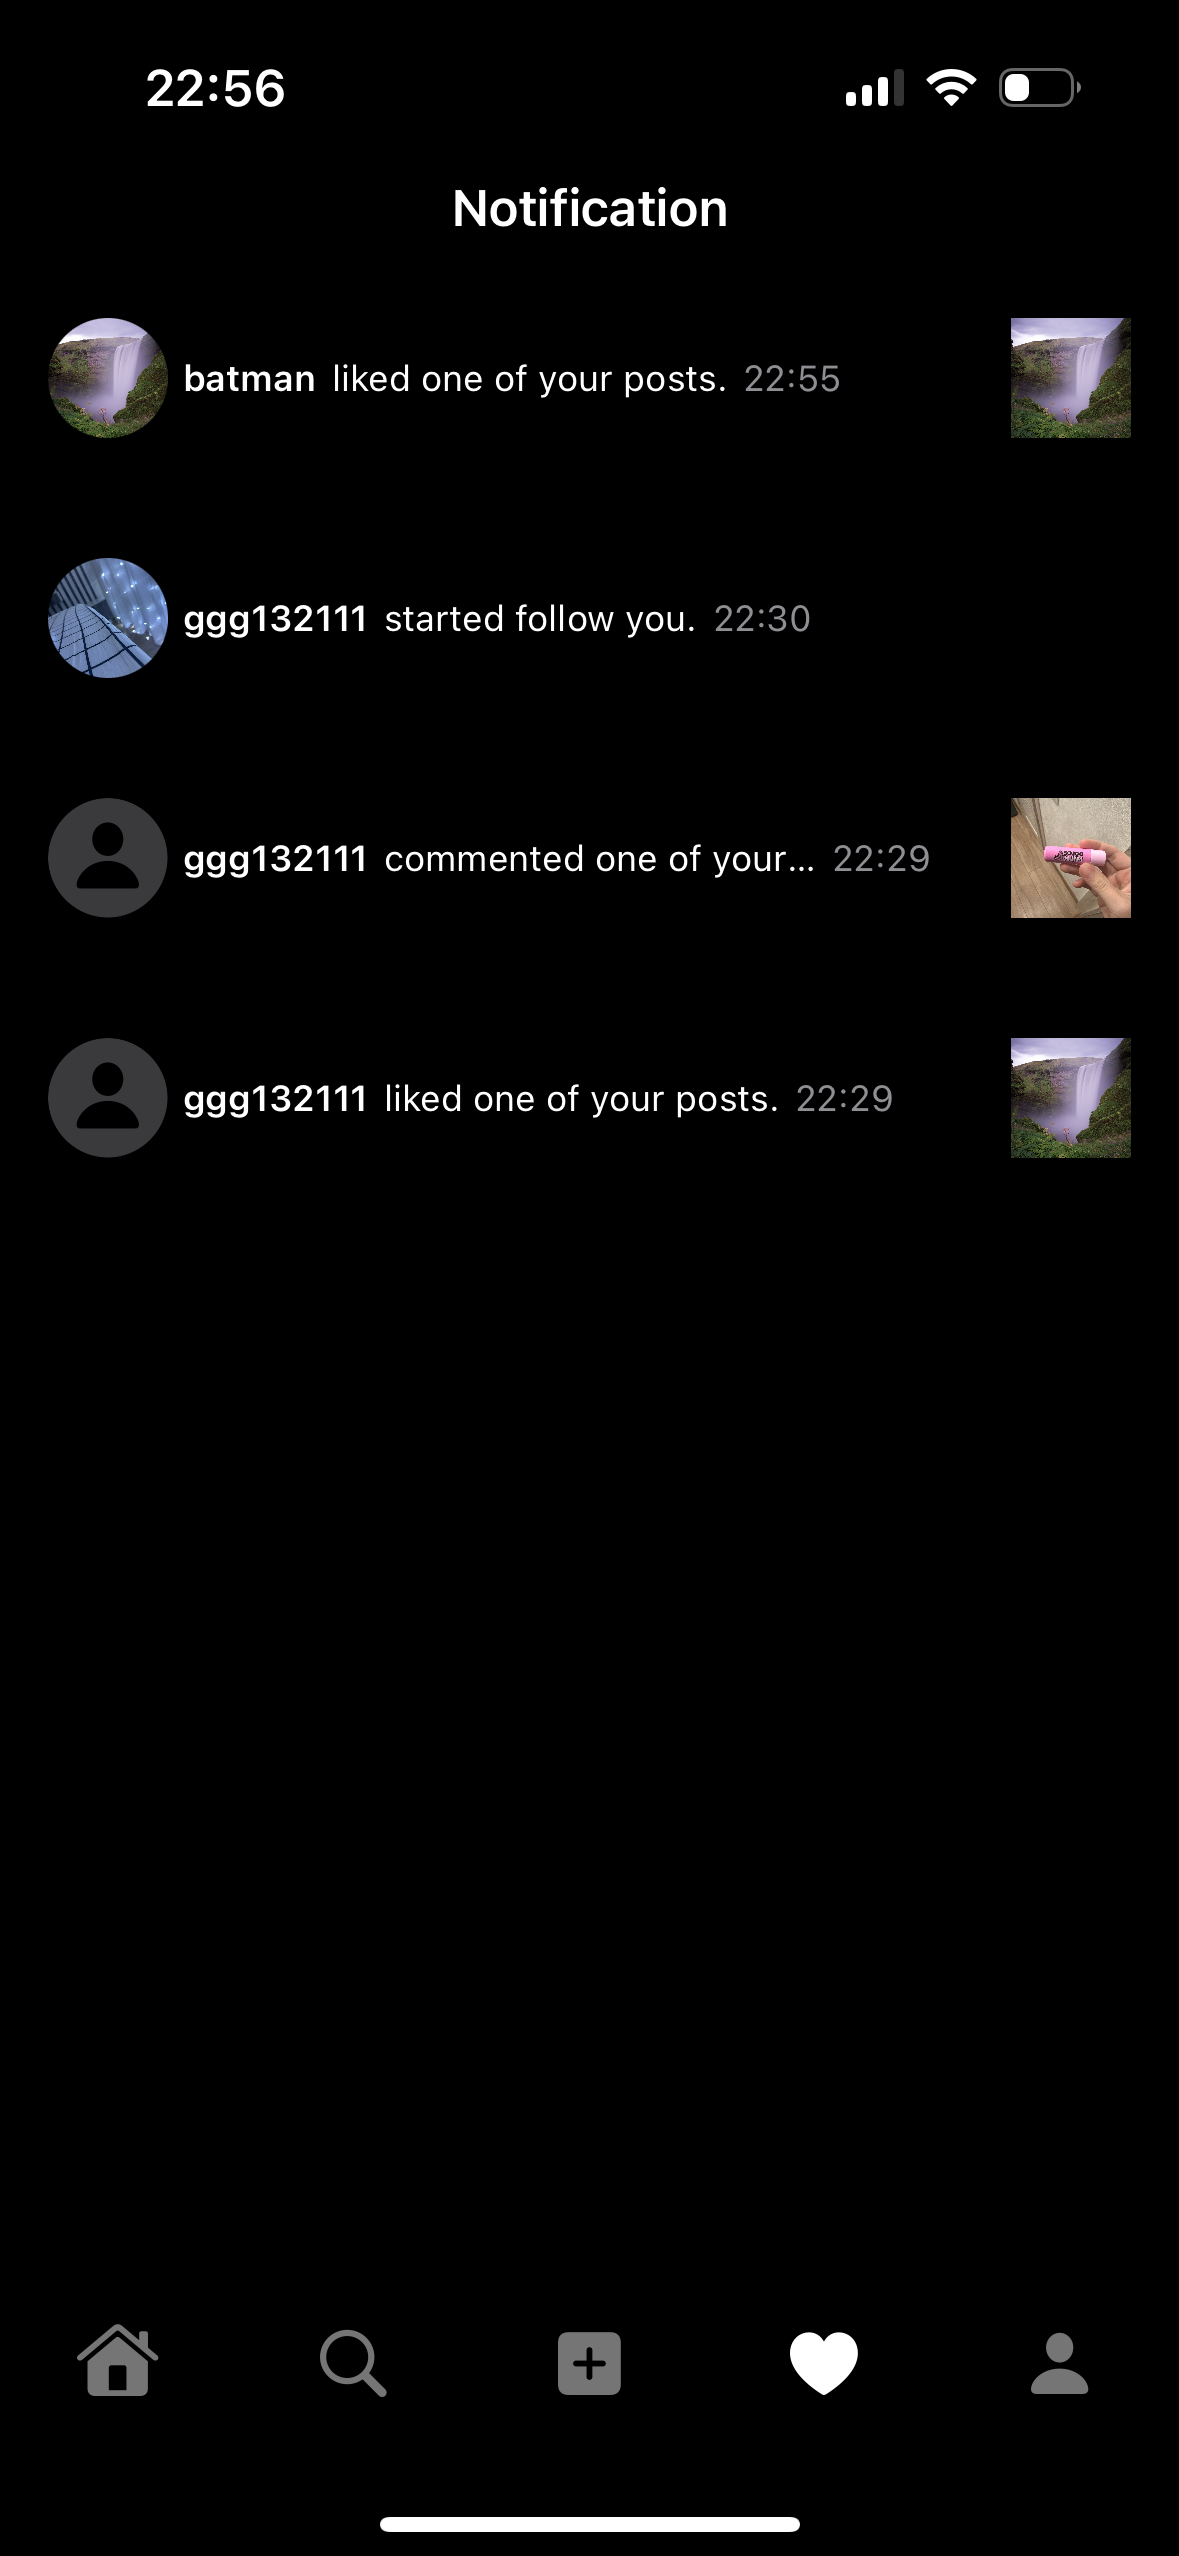 22:56
Notification
batman liked one of your posts. 22:55
ggg132111 started follow you. 22:30
ggg132111 commented one of your... 22:29
ggg132111 liked one of your posts. 22:29